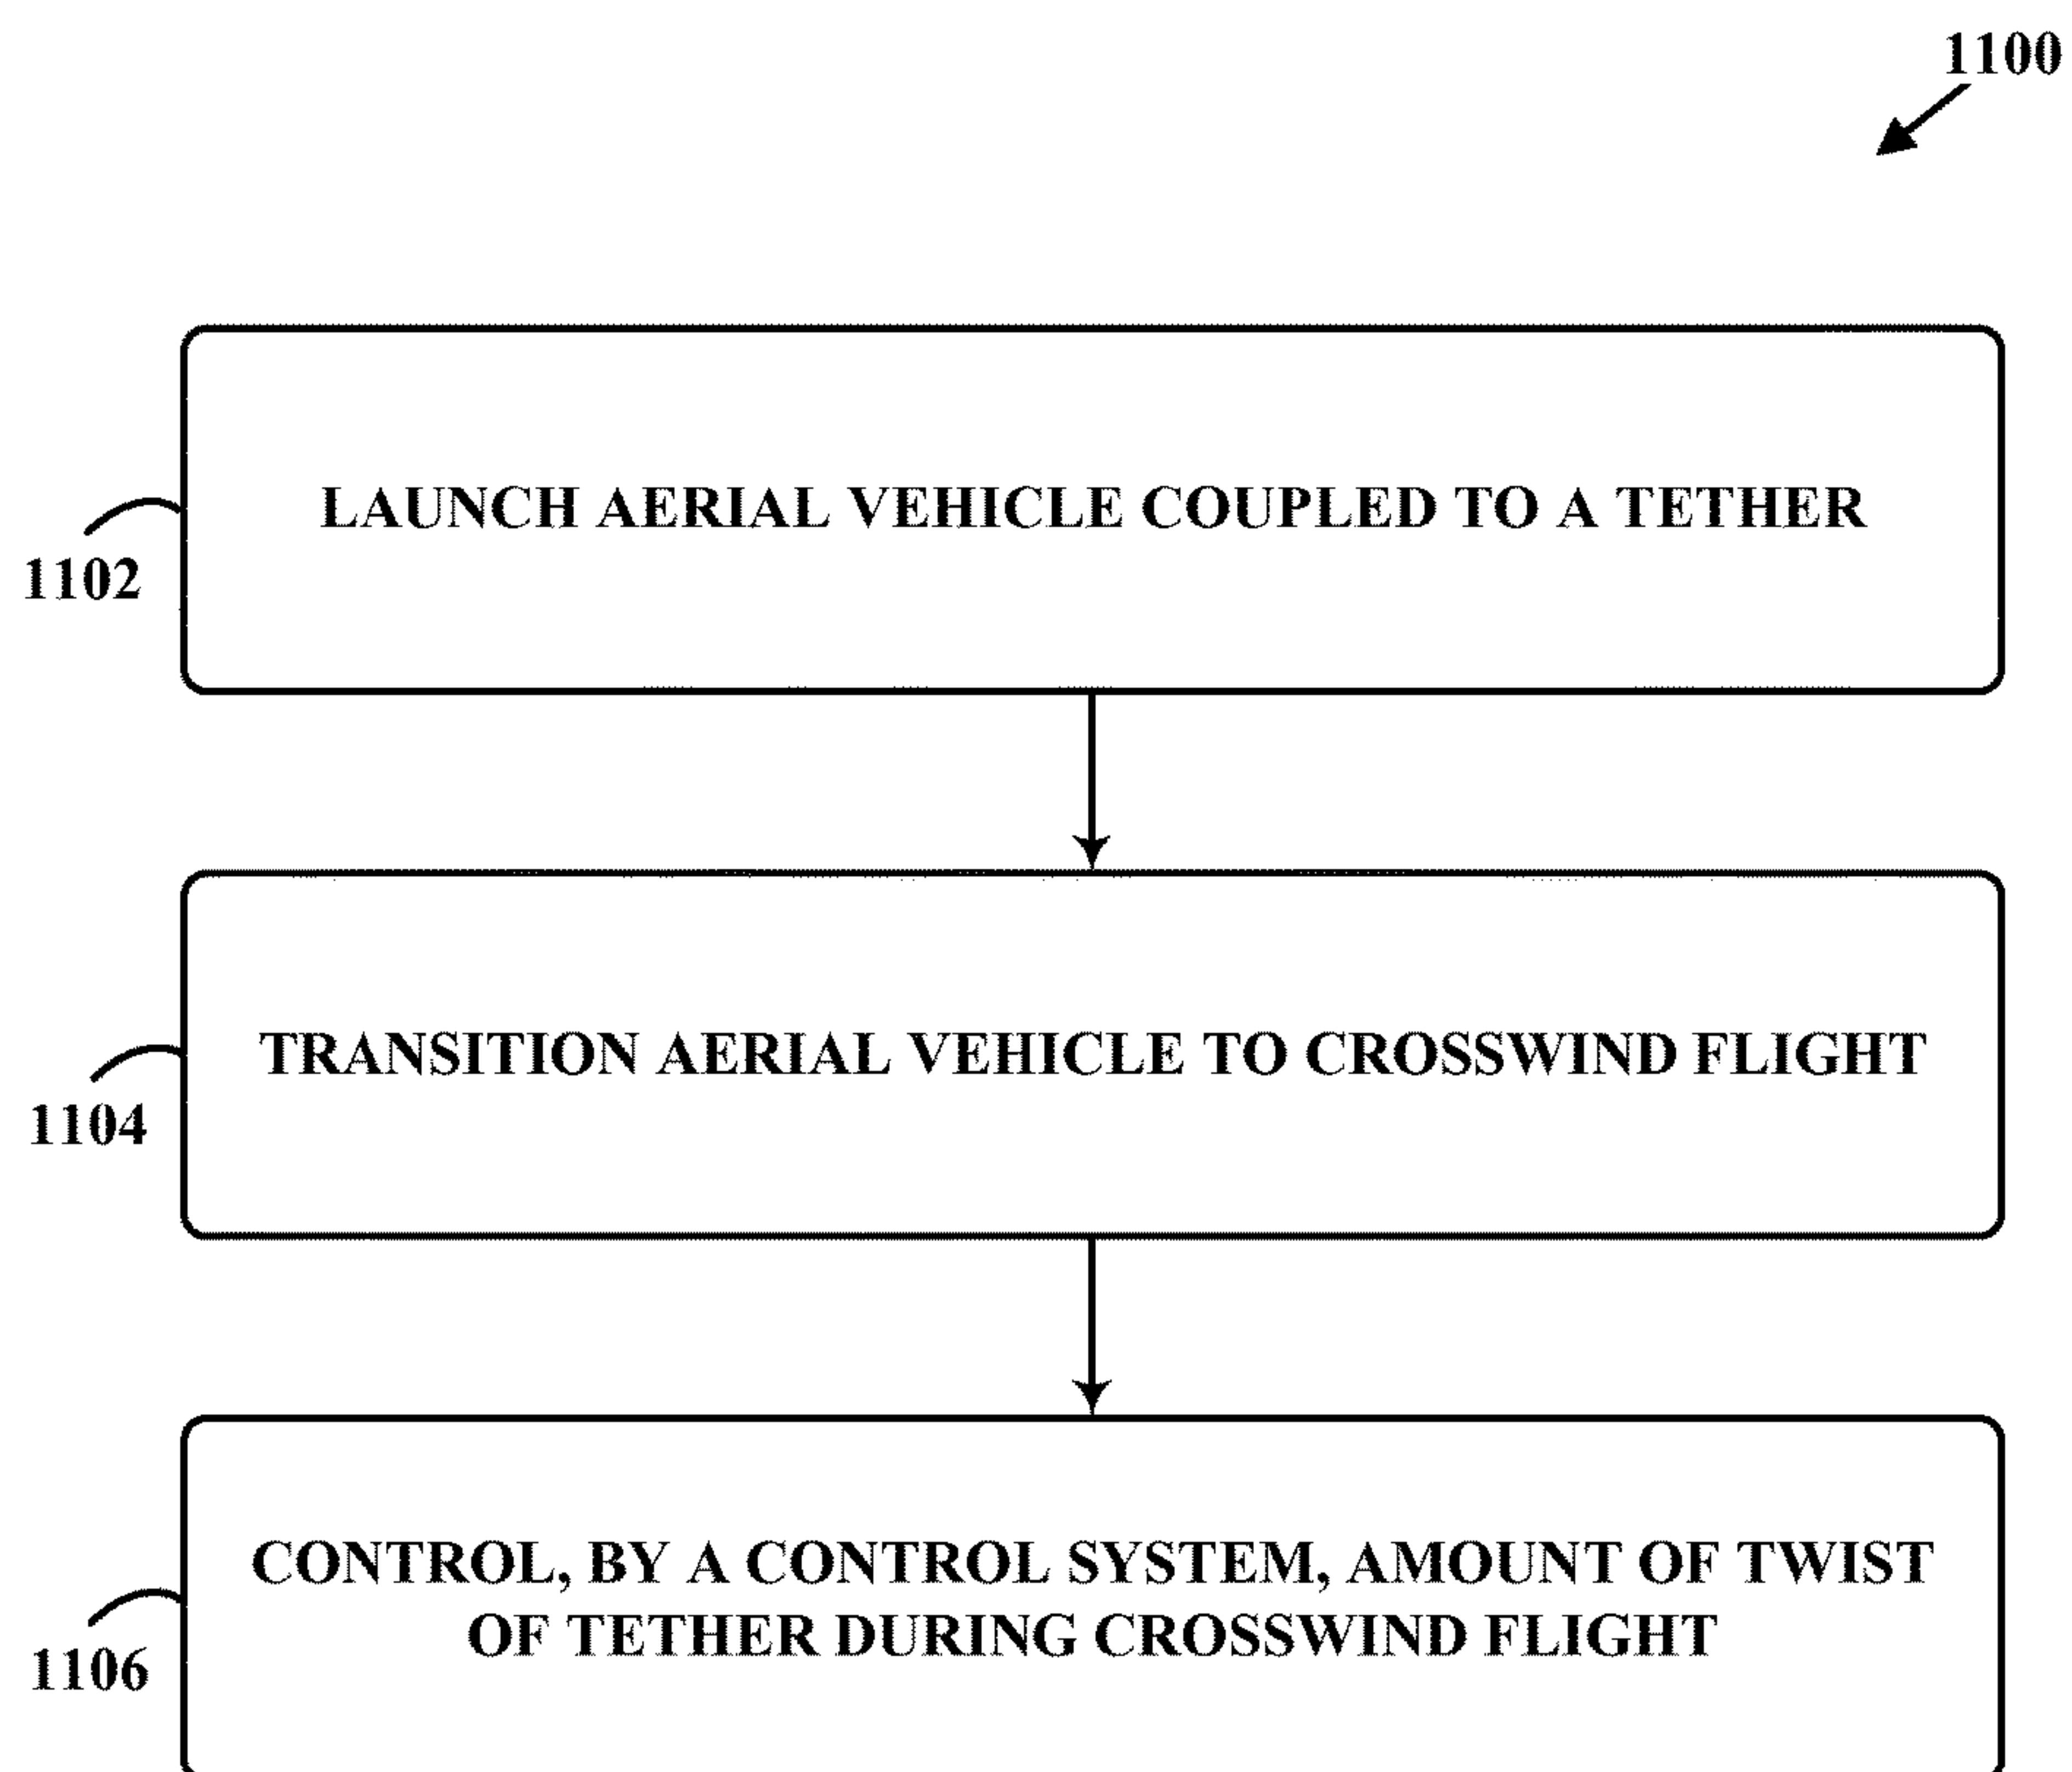 1100
LAUNCH AERIAL VEHICLE COUPLED TO A TETHER
1102
TRANSITION AERIAL VEHICLE TO CROSSWIND FLIGHT
1104
CONTROL, BY A CONTROL SYSTEM, AMOUNT OF TWIST
OF TETHER DURING CROSSWIND FLIGHT
1106